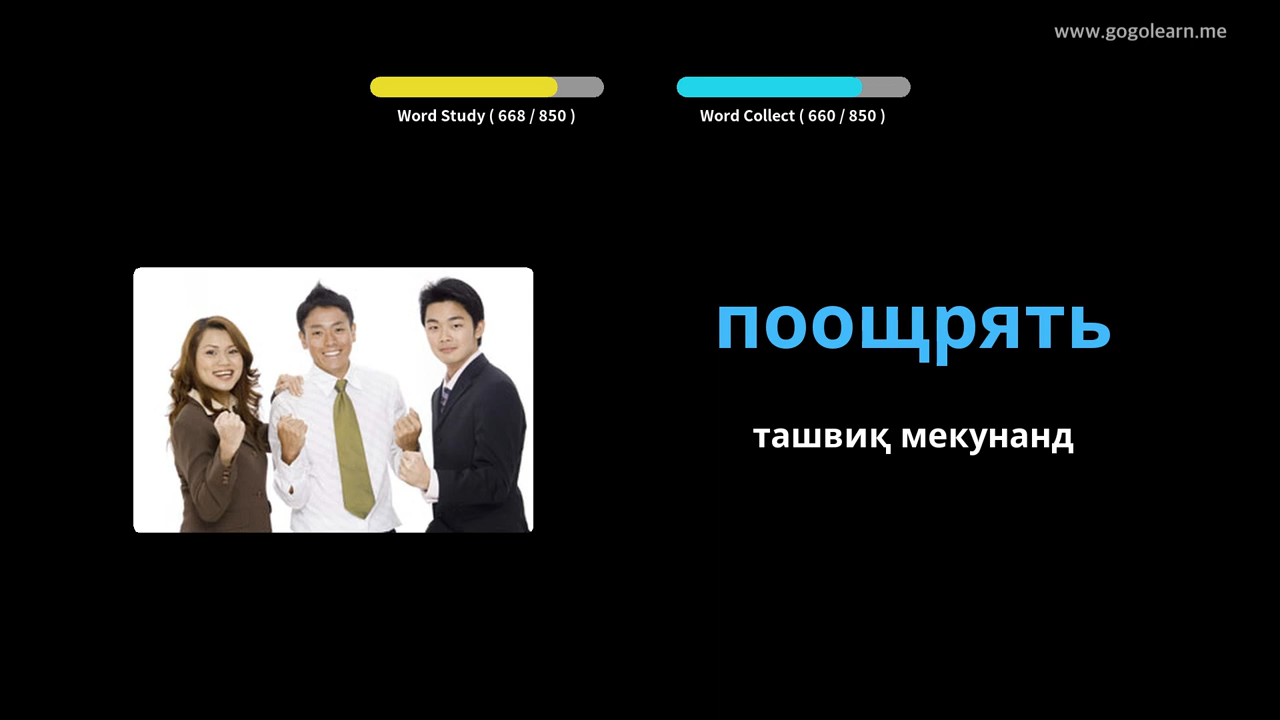 www.gogolearn.me
Word Study ( 668 / 850 )
Word Collect ( 660 / 850 )
поощрять
ташвиқ мекунанд